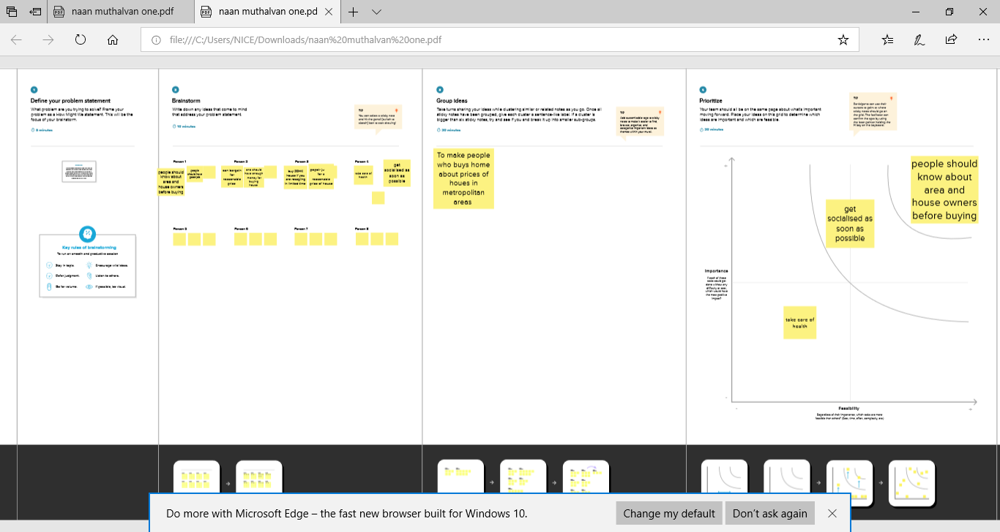 naan muthalvan one.pdf
naan muthalvan one.pd
file:///C:/Users/NICE/Downloads/naan%20muthalvan%20one.pdf
1
Define your problem statement
What problem are you trying to solve? Frame your
problem as a How Might We statement. This will be the
focus of your brainstorm.
5 minutes
Key rules of brainstorming
To run an smooth and productive session
Stay in topic.
Encourage wild ideas.
Defer judgment.
Listen to others.
Go for volume.
If possible, be visual.
2
Brainstorm
Write down any ideas that come to mind
that address your problem statement.
10 minutes
TIP
You can select a sticky note
and hit the pencil [switch to
sketch] icon to start drawing!
Person 1
people should
know about
area and
house owners
before buying
Person 2
can bargain
for
reasonable
price
one should
have enough
money for
buying
house
Person 3
house if you
are resigling
in limited time
for a
reasonable
price of house
Person 4
take care of
health
get
socialised as
soon as
possible
Person 5
Person 6
Person 7
Person 8
3
Group ideas
Take turns sharing your ideas while clustering similar or related notes as you go. Once all
sticky notes have been grouped, give each cluster a sentence-like label. If a cluster is
bigger than six sticky notes, try and see if you and break it up into smaller sub-groups.
20 minutes
TIP
Add customizable tags to sticky
notes to make it easier to find,
browse, organize, and
categorize important ideas as
themes within your mural.
To make people
who buys home
about prices of
houes in
metropolitan
areas
4
Prioritize
Your team should all be on the same page about what's important
moving forward. Place your ideas on this grid to determine which
ideas are important and which are feasible.
20 minutes
TIP
Participants can use their
cursors to point at where
sticky notes should go on
the grid. The facilitator can
confirm the spot by using
the laser pointer holding the
H key on the keyboard.
people should
know about
area and
house owners
before buying
get
socialised as
soon as
possible
take care of
health
Importance
If each of these
tasks could get
done without any
difficulty or cost,
which would have
the most positive
impact?
Feasibility
Regardless of their importance, which tasks are more
feasible than others? (Cost, time, effort, complexity, etc.)
Do more with Microsoft Edge – the fast new browser built for Windows 10.
Change my default
Don't ask again